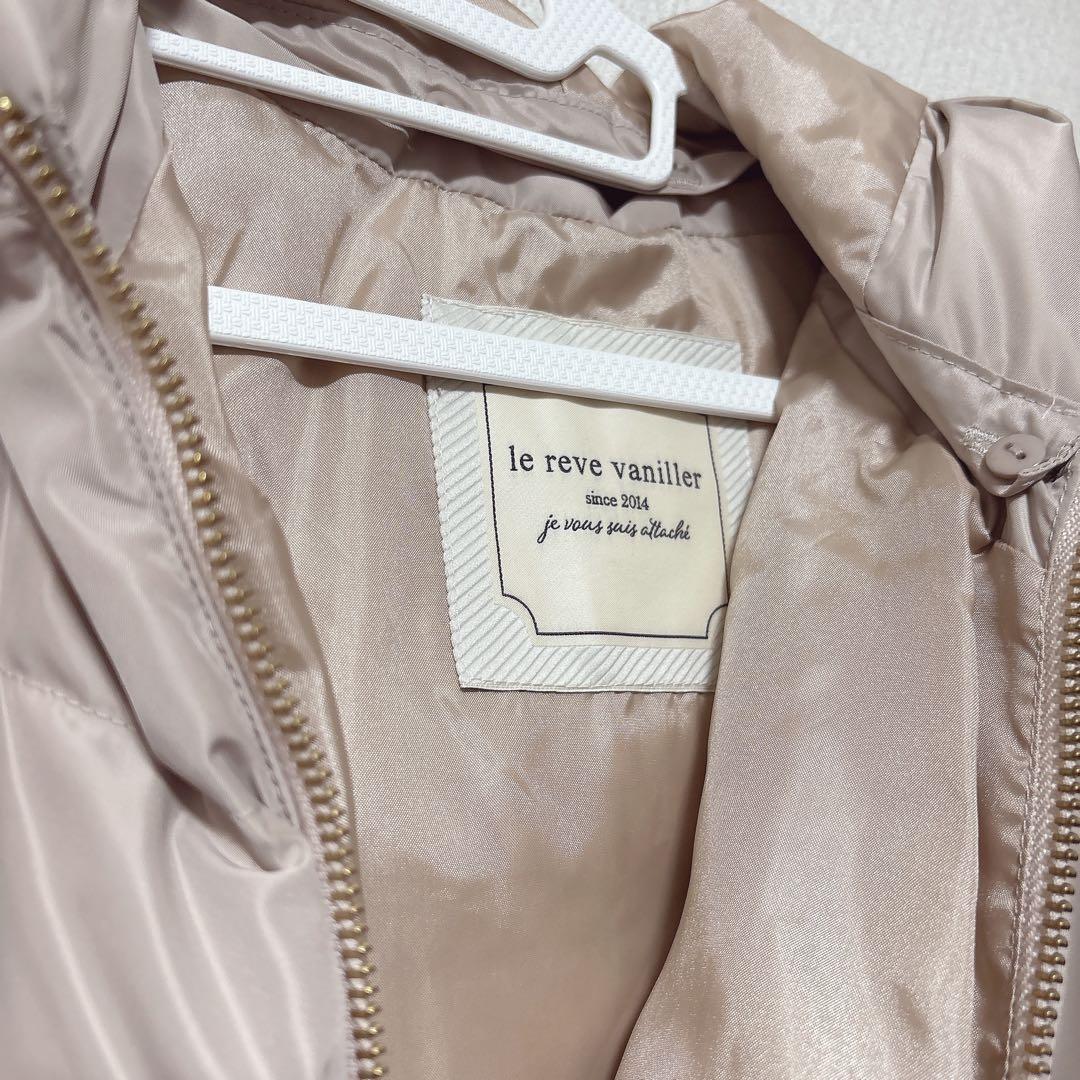 le reve vaniller
since 2014
je vous suis attaché